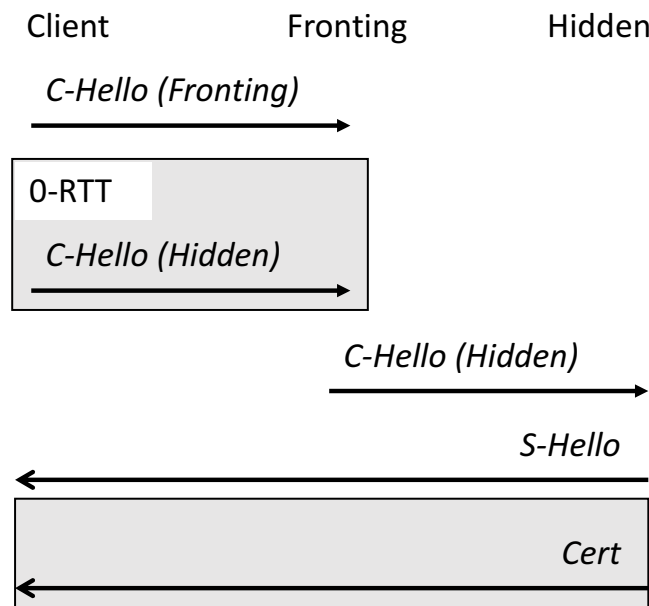 Client Fronting Hidden
C-Hello (Fronting)
0-RTT
C-Hello (Hidden)
C-Hello (Hidden)
S-Hello
Cert